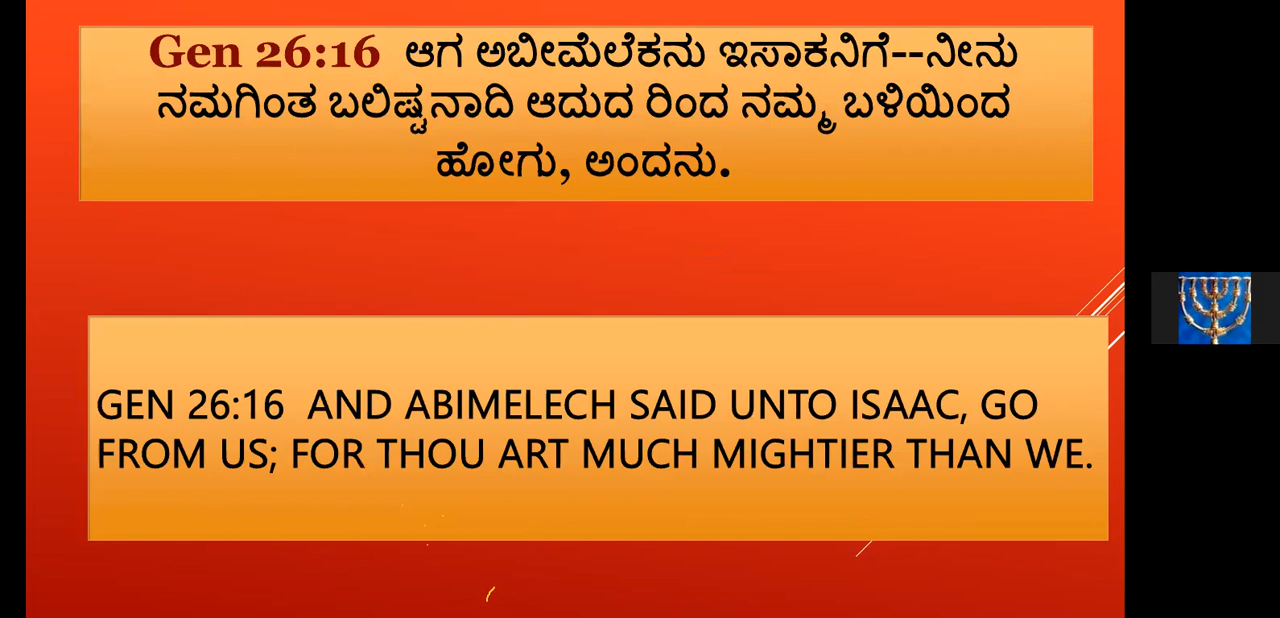 Gen 26:16 ಆಗ ಅಬೀಮೆಲೆಕನು ಇಸಾಕನಿಗೆ--ನೀನು
ನಮಗಿಂತ ಬಲಿಷ್ಟನಾದಿ ಆದುದ ರಿಂದ ನಮ್ಮ ಬಳಿಯಿಂದ
ಹೋಗು, ಅಂದನು.
GEN 26:16 AND ABIMELECH SAID UNTO ISAAC, GO
FROM US; FOR THOU ART MUCH MIGHTIER THAN WE.